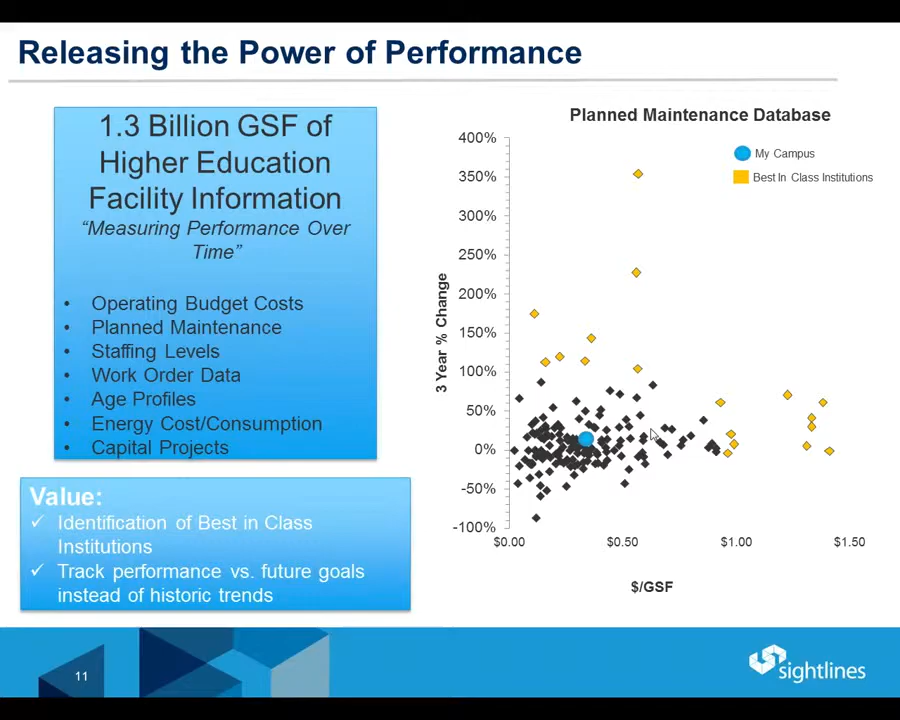 Releasing the Power of Performance
1.3 Billion GSF of
Higher Education
Facility Information
“Measuring Performance Over
Time”
• Operating Budget Costs
• Planned Maintenance
• Staffing Levels
• Work Order Data
• Age Profiles
• Energy Cost/Consumption
• Capital Projects
Value:
✓ Identification of Best in Class
Institutions
✓ Track performance vs. future goals
instead of historic trends
Planned Maintenance Database
My Campus
Best In Class Institutions
3 Year % Change
400%
350%
300%
250%
200%
150%
100%
50%
0%
-50%
-100%
$0.00 $0.50 $1.00 $1.50
$/GSF
11
sightlines